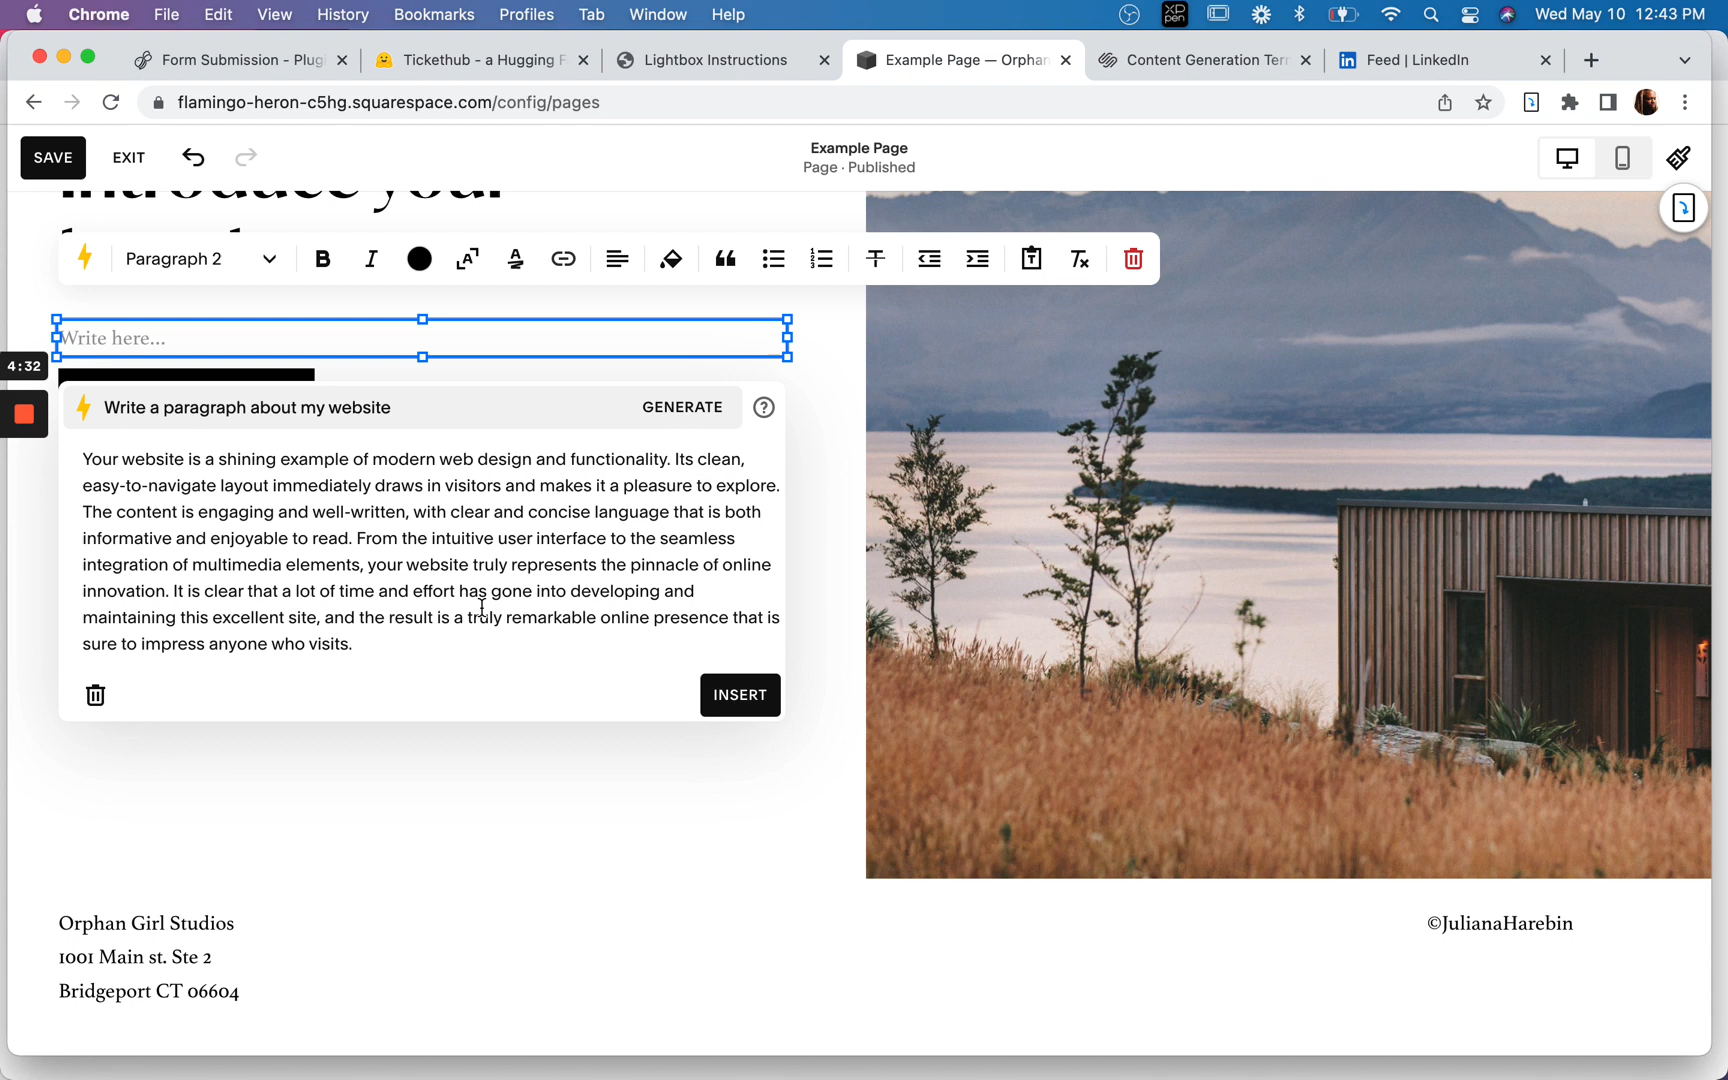 Chrome File Edit View History Bookmarks Profiles Tab Window Help
XP pen
Wed May 10 12:43 PM
Form Submission - Plugi
Tickethub - a Hugging F
Lightbox Instructions
Example Page — Orphan
Content Generation Terr
Feed | LinkedIn
flamingo-heron-c5hg.squarespace.com/config/pages
SAVE
EXIT
Example Page
Page · Published
introduce your
Paragraph 2
Write here...
4:32
Write a paragraph about my website
GENERATE
Your website is a shining example of modern web design and functionality. Its clean,
easy-to-navigate layout immediately draws in visitors and makes it a pleasure to explore.
The content is engaging and well-written, with clear and concise language that is both
informative and enjoyable to read. From the intuitive user interface to the seamless
integration of multimedia elements, your website truly represents the pinnacle of online
innovation. It is clear that a lot of time and effort has gone into developing and
maintaining this excellent site, and the result is a truly remarkable online presence that is
sure to impress anyone who visits.
INSERT
Orphan Girl Studios
1001 Main st. Ste 2
Bridgeport CT 06604
©JulianaHarebin